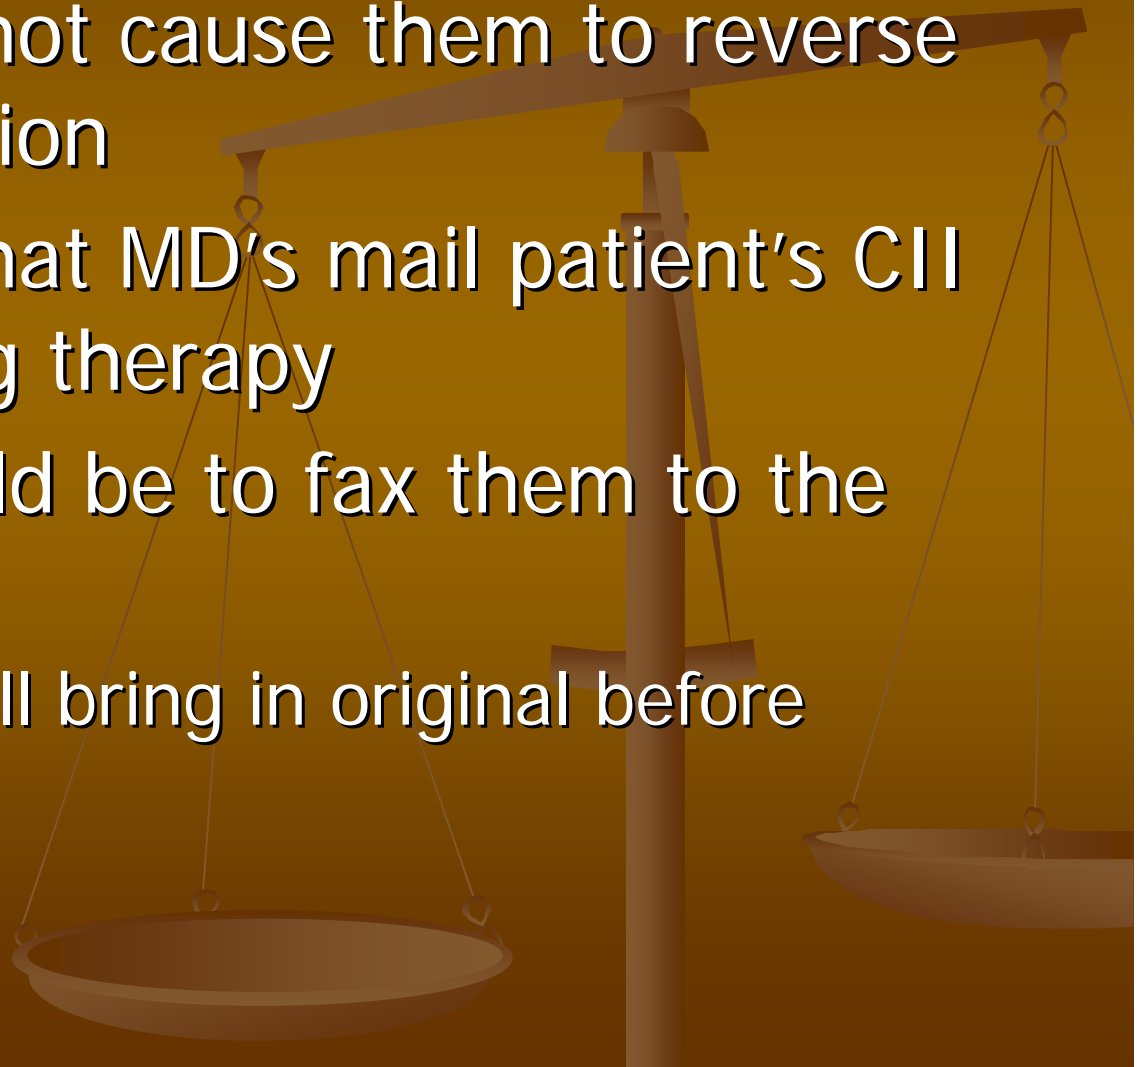 not cause them to reverse
ion
hat MD's mail patient's CII
g therapy
ld be to fax them to the
ll bring in original before